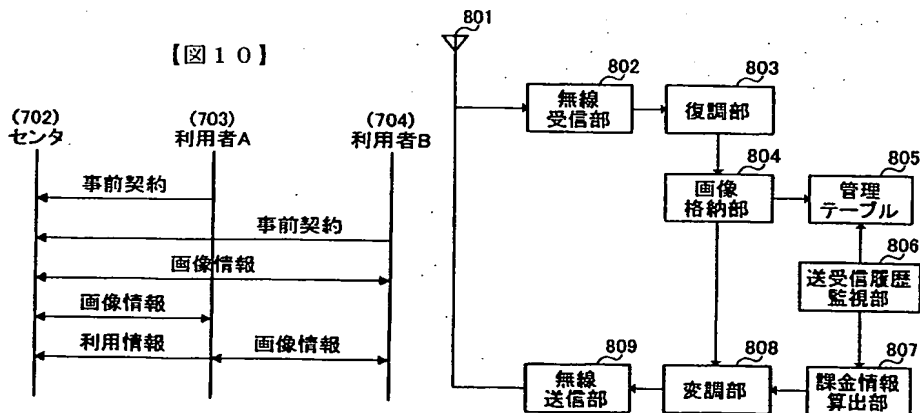 【図１０】
(702)
センタ
(703)
利用者A
(704)
利用者B
事前契約
事前契約
画像情報
画像情報
利用情報
画像情報
801
802
無線
受信部
803
復調部
804
画像
格納部
805
管理
テーブル
806
送受信履歴
監視部
807
課金情報
算出部
808
変調部
809
無線
送信部